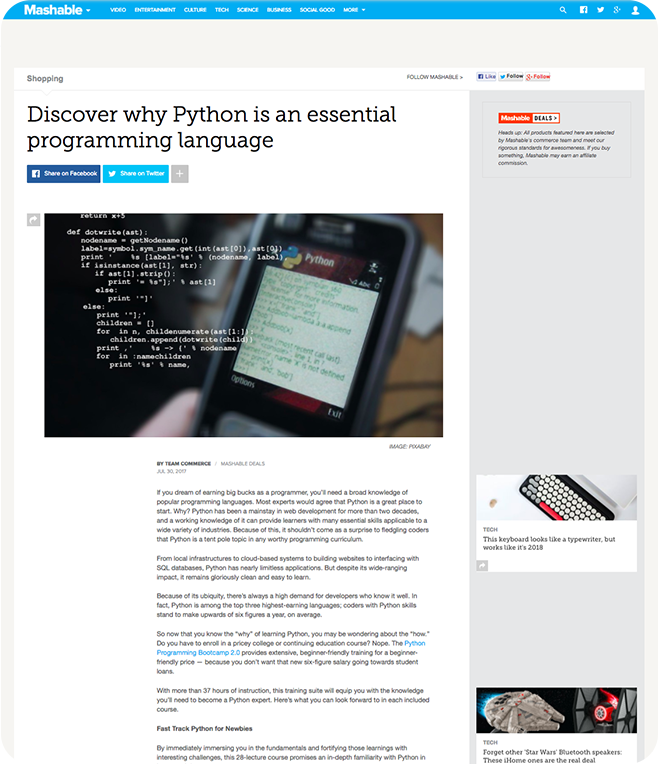 Mashable
VIDEO ENTERTAINMENT CULTURE TECH SCIENCE BUSINESS SOCIAL GOOD MORE
Shopping
FOLLOW MASHABLE >
Like
Follow
Follow
Discover why Python is an essential
programming language
Share on Facebook
Share on Twitter
+
Mashable DEALS >
Heads up: All products featured here are selected
by Mashable's commerce team and meet our
rigorous standards for awesomeness. If you buy
something, Mashable may earn an affiliate
commission.
return x+5
def dotwrite(ast):
nodename = getNodename()
label=symbol.sym_name.get(int(ast[0]),ast[0])
print ' %s [label="%s' % (nodename, label),
if isinstance(ast[1], str):
if ast[1].strip():
print '= %s"];' % ast[1]
else:
print '"]'
else:
print '"];'
children = []
for in n, childenumerate(ast[1:]):
children.append(dotwrite(child))
print ,' %s -> (' % nodename
for in :namechildren
print '%s' % name,
Python
Abc
for more information.
(most recent call last)
is not defined
Options
Exit
IMAGE: PIXABAY
BY TEAM COMMERCE / MASHABLE DEALS
JUL 30, 2017
If you dream of earning big bucks as a programmer, you'll need a broad knowledge of
popular programming languages. Most experts would agree that Python is a great place to
start. Why? Python has been a mainstay in web development for more than two decades,
and a working knowledge of it can provide learners with many essential skills applicable to a
wide variety of industries. Because of this, it shouldn't come as a surprise to fledgling coders
that Python is a tent pole topic in any worthy programming curriculum.
From local infrastructures to cloud-based systems to building websites to interfacing with
SQL databases, Python has nearly limitless applications. But despite its wide-ranging
impact, it remains gloriously clean and easy to learn.
Because of its ubiquity, there's always a high demand for developers who know it well. In
fact, Python is among the top three highest-earning languages; coders with Python skills
stand to make upwards of six figures a year, on average.
So now that you know the "why" of learning Python, you may be wondering about the "how."
Do you have to enroll in a pricey college or continuing education course? Nope. The Python
Programming Bootcamp 2.0 provides extensive, beginner-friendly training for a beginner-
friendly price — because you don't want that new six-figure salary going towards student
loans.
With more than 37 hours of instruction, this training suite will equip you with the knowledge
you'll need to become a Python expert. Here's what you can look forward to in each included
course.
Fast Track Python for Newbies
By immediately immersing you in the fundamentals and fortifying those learnings with
interesting challenges, this 28-lecture course promises an in-depth familiarity with Python in
TECH
This keyboard looks like a typewriter, but
works like it's 2018
TECH
Forget other 'Star Wars' Bluetooth speakers:
These iHome ones are the real deal